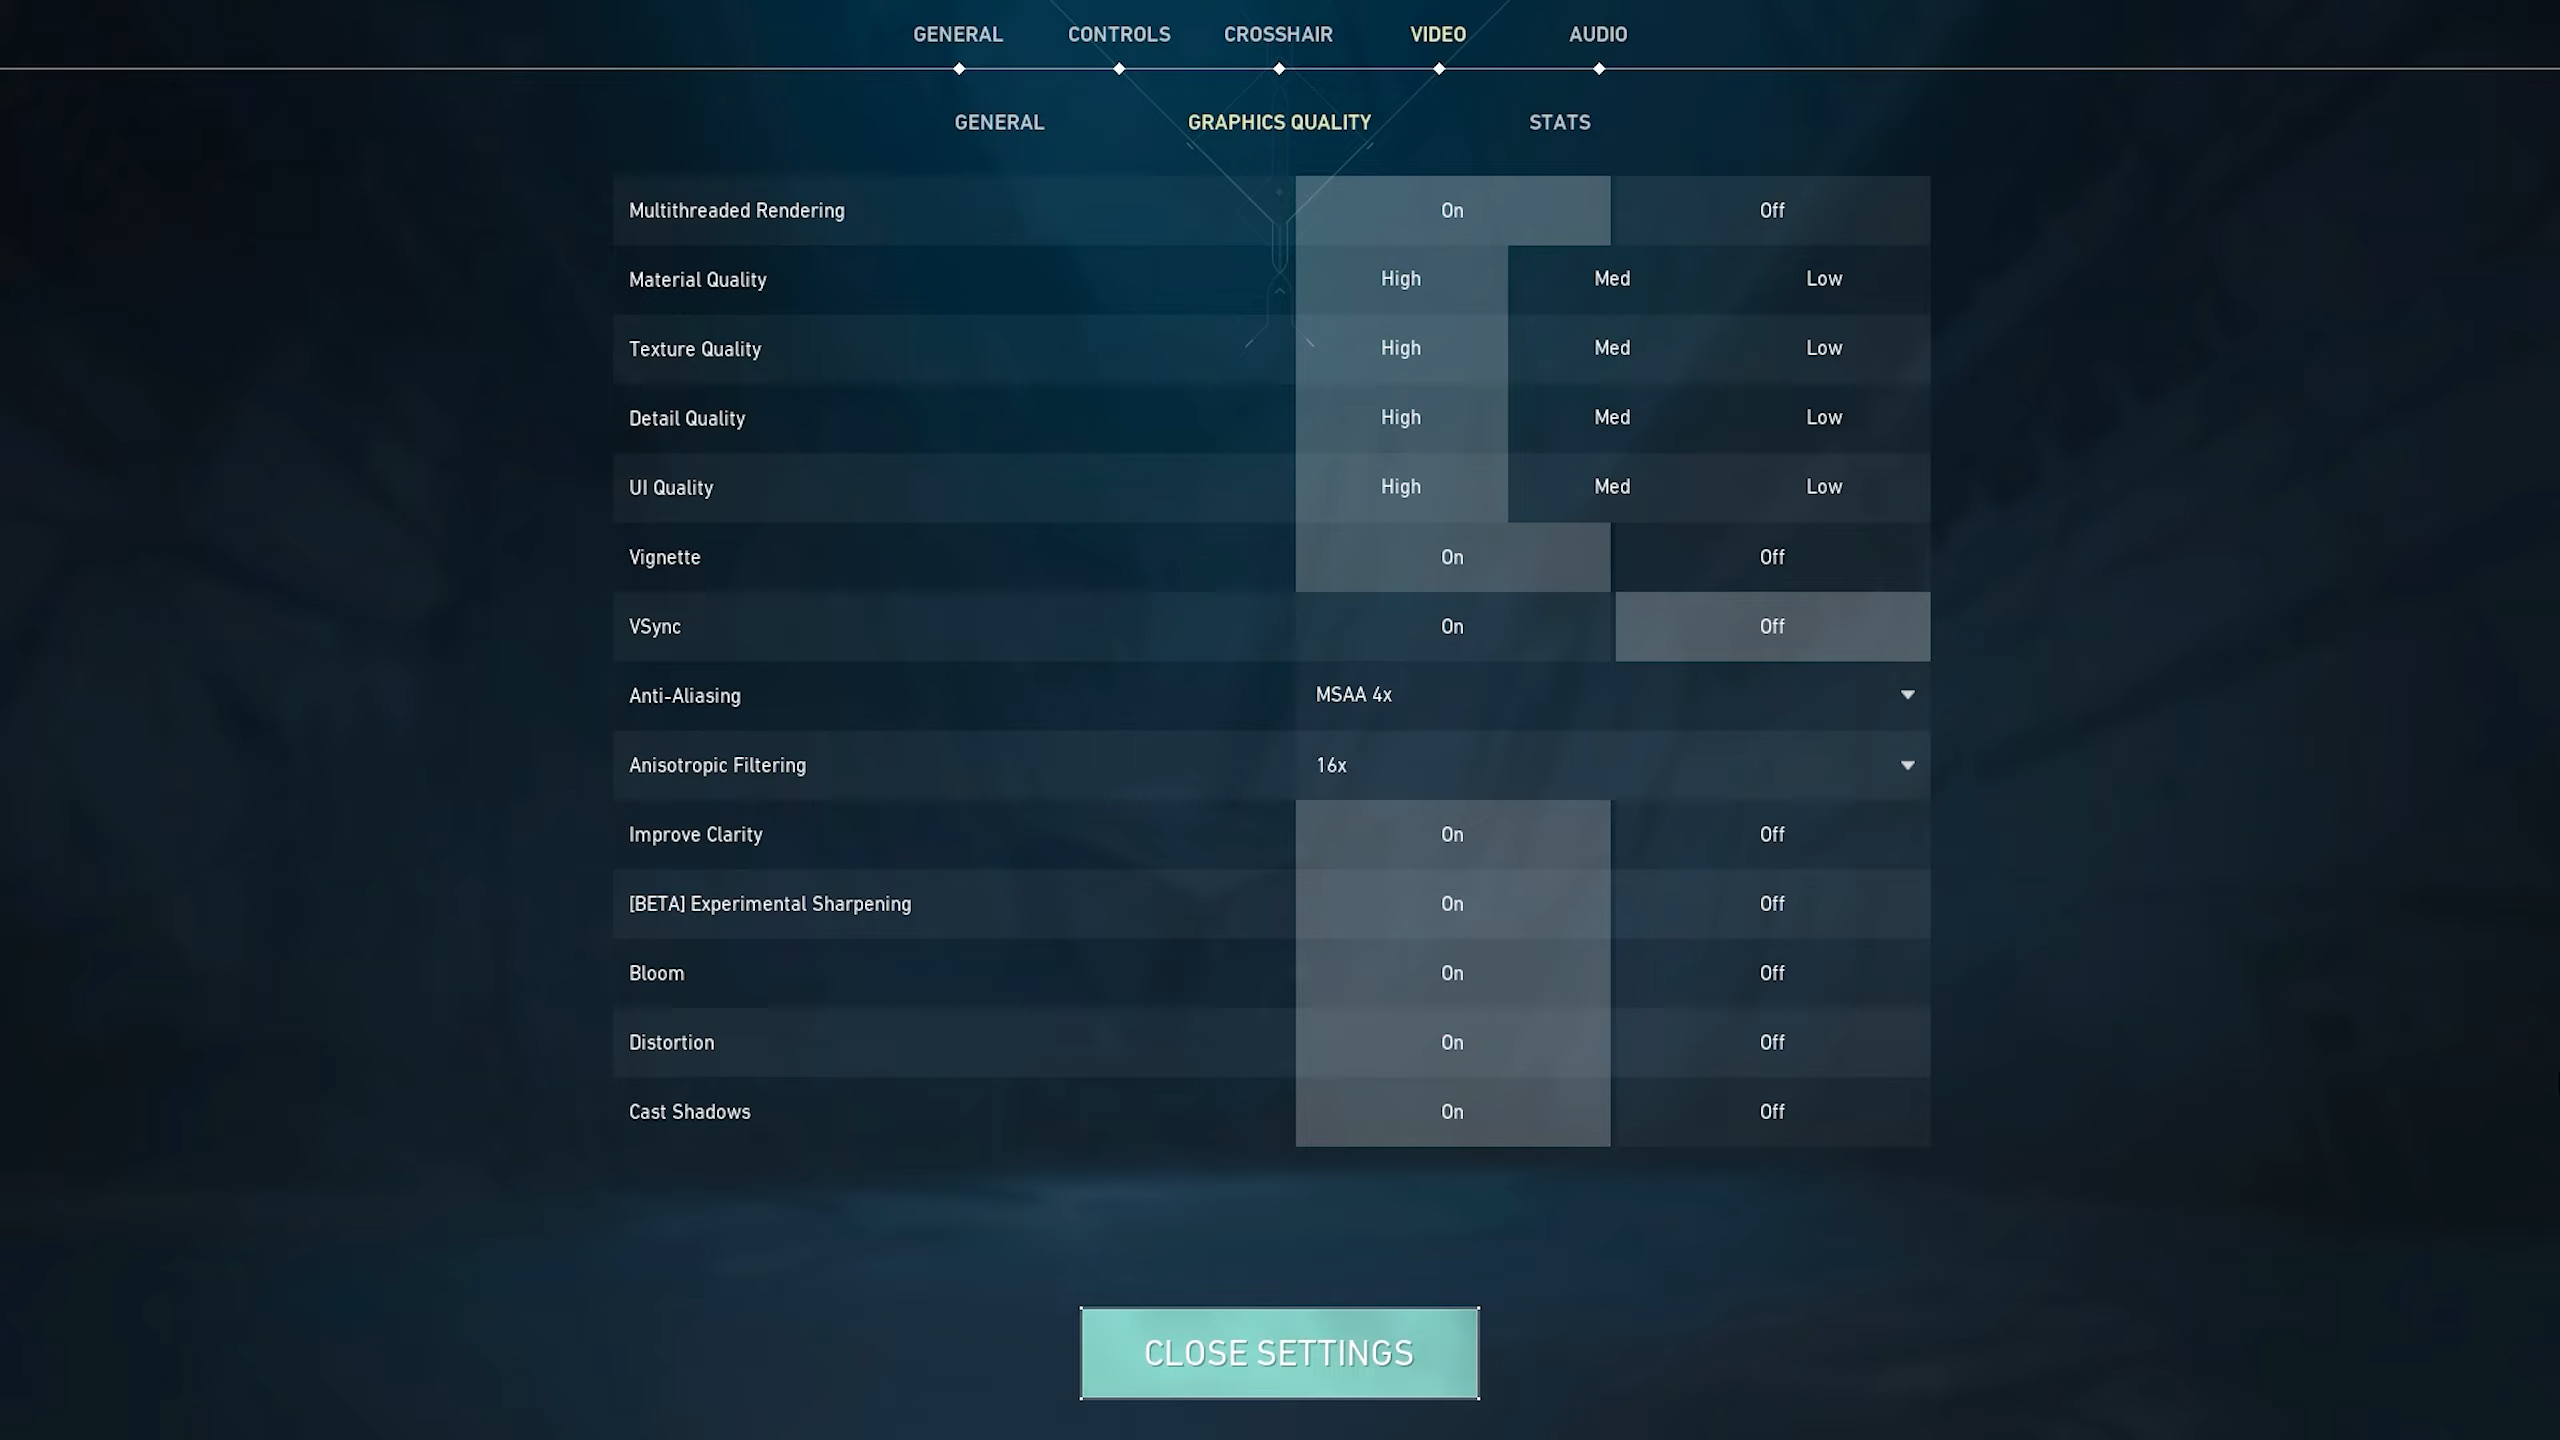 GENERAL CONTROLS CROSSHAIR VIDEO AUDIO
GENERAL GRAPHICS QUALITY STATS
Multithreaded Rendering On Off
Material Quality High Med Low
Texture Quality High Med Low
Detail Quality High Med Low
UI Quality High Med Low
Vignette On Off
VSync On Off
Anti-Aliasing MSAA 4x
Anisotropic Filtering 16x
Improve Clarity On Off
[BETA] Experimental Sharpening On Off
Bloom On Off
Distortion On Off
Cast Shadows On Off
CLOSE SETTINGS